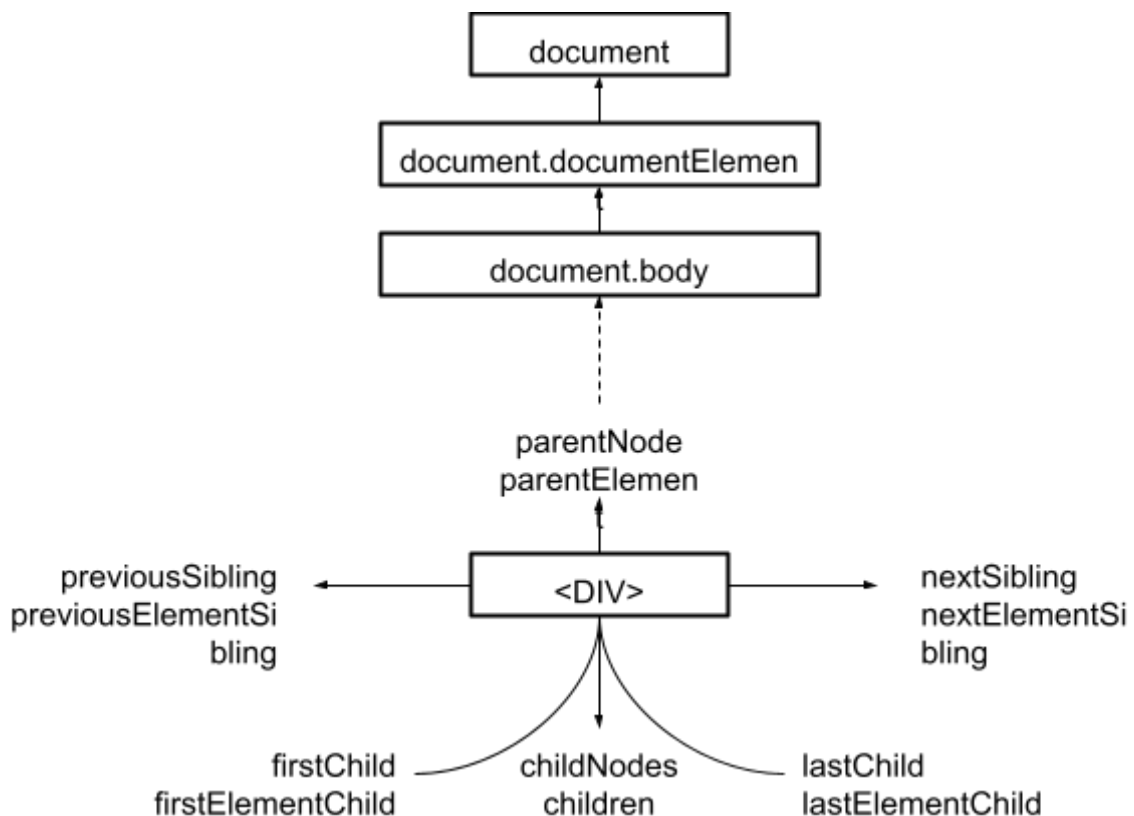 document
document.documentElemen
t
document.body
parentNode
parentElemen
t
previousSibling
previousElementSi
bling
<DIV>
nextSibling
nextElementSi
bling
firstChild
firstElementChild
childNodes
children
lastChild
lastElementChild